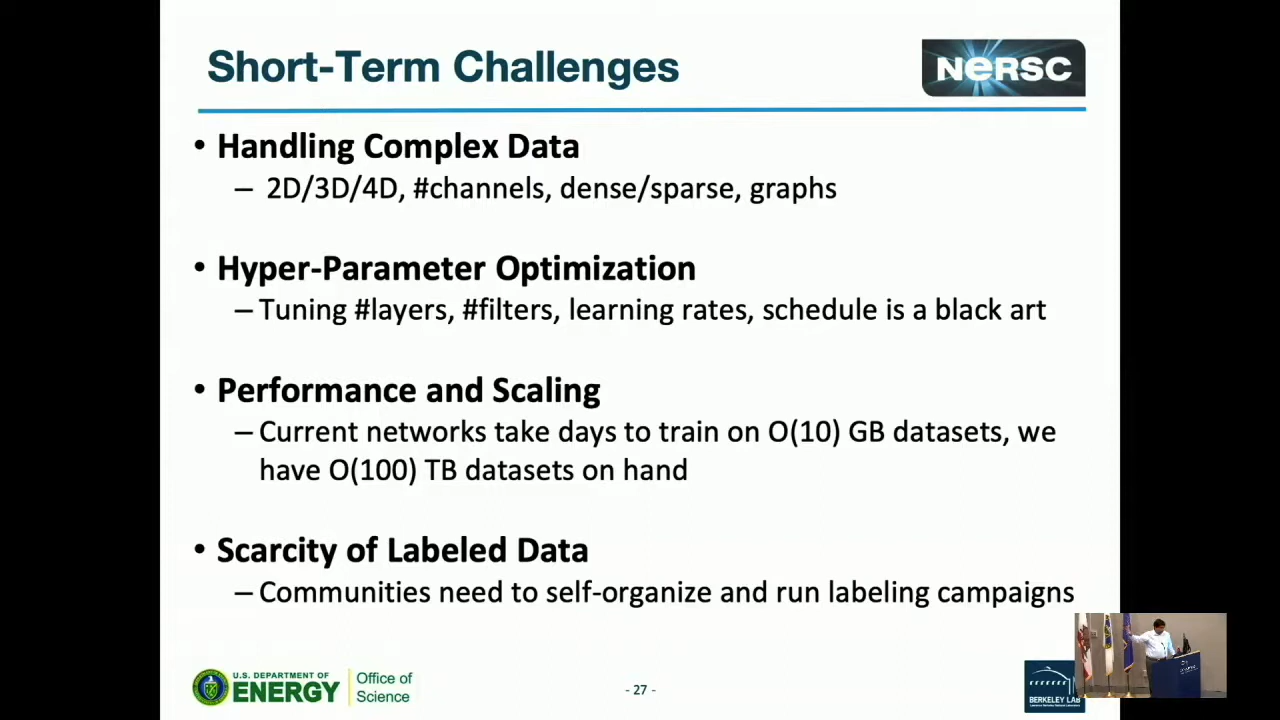 Short-Term Challenges
NERSC
• Handling Complex Data
– 2D/3D/4D, #channels, dense/sparse, graphs
• Hyper-Parameter Optimization
– Tuning #layers, #filters, learning rates, schedule is a black art
• Performance and Scaling
– Current networks take days to train on O(10) GB datasets, we
have O(100) TB datasets on hand
• Scarcity of Labeled Data
– Communities need to self-organize and run labeling campaigns
U.S. DEPARTMENT OF
ENERGY
Office of
Science
- 27 -
BERKELEY LAB